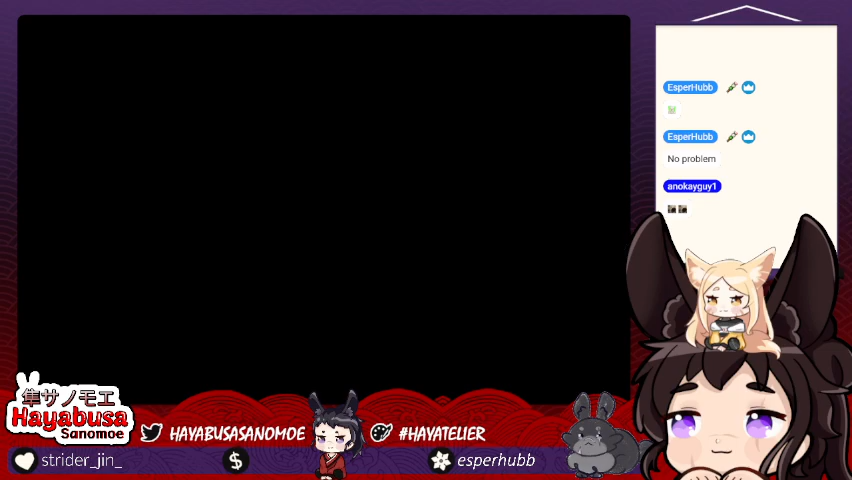 EsperHubb
EsperHubb
No problem
anokayguy1
隼サノモエ
Hayabusa
Sanomoe
HAYABUSASANOMOE
#HAYATELIER
strider_jin_
$
esperhubb